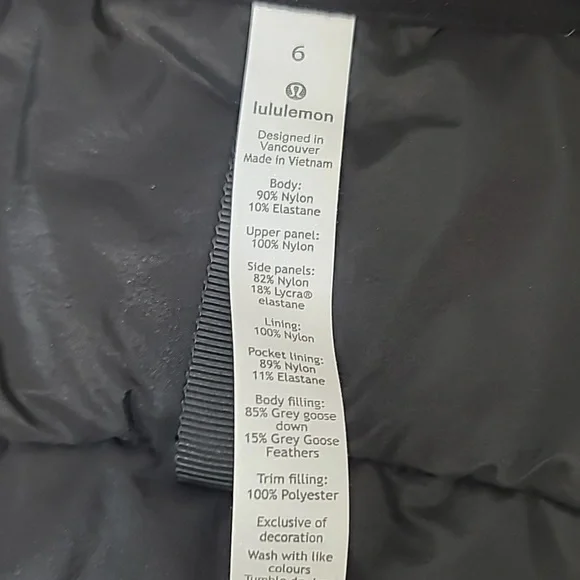 6
lululemon
Designed in
Vancouver
Made in Vietnam
Body:
90% Nylon
10% Elastane
Upper panel:
100% Nylon
Side panels:
82% Nylon
18% Lycra®
elastane
Lining:
100% Nylon
Pocket lining:
89% Nylon
11% Elastane
Body filling:
85% Grey goose
down
15% Grey Goose
Feathers
Trim filling:
100% Polyester
Exclusive of
decoration
Wash with like
colours
Tumble